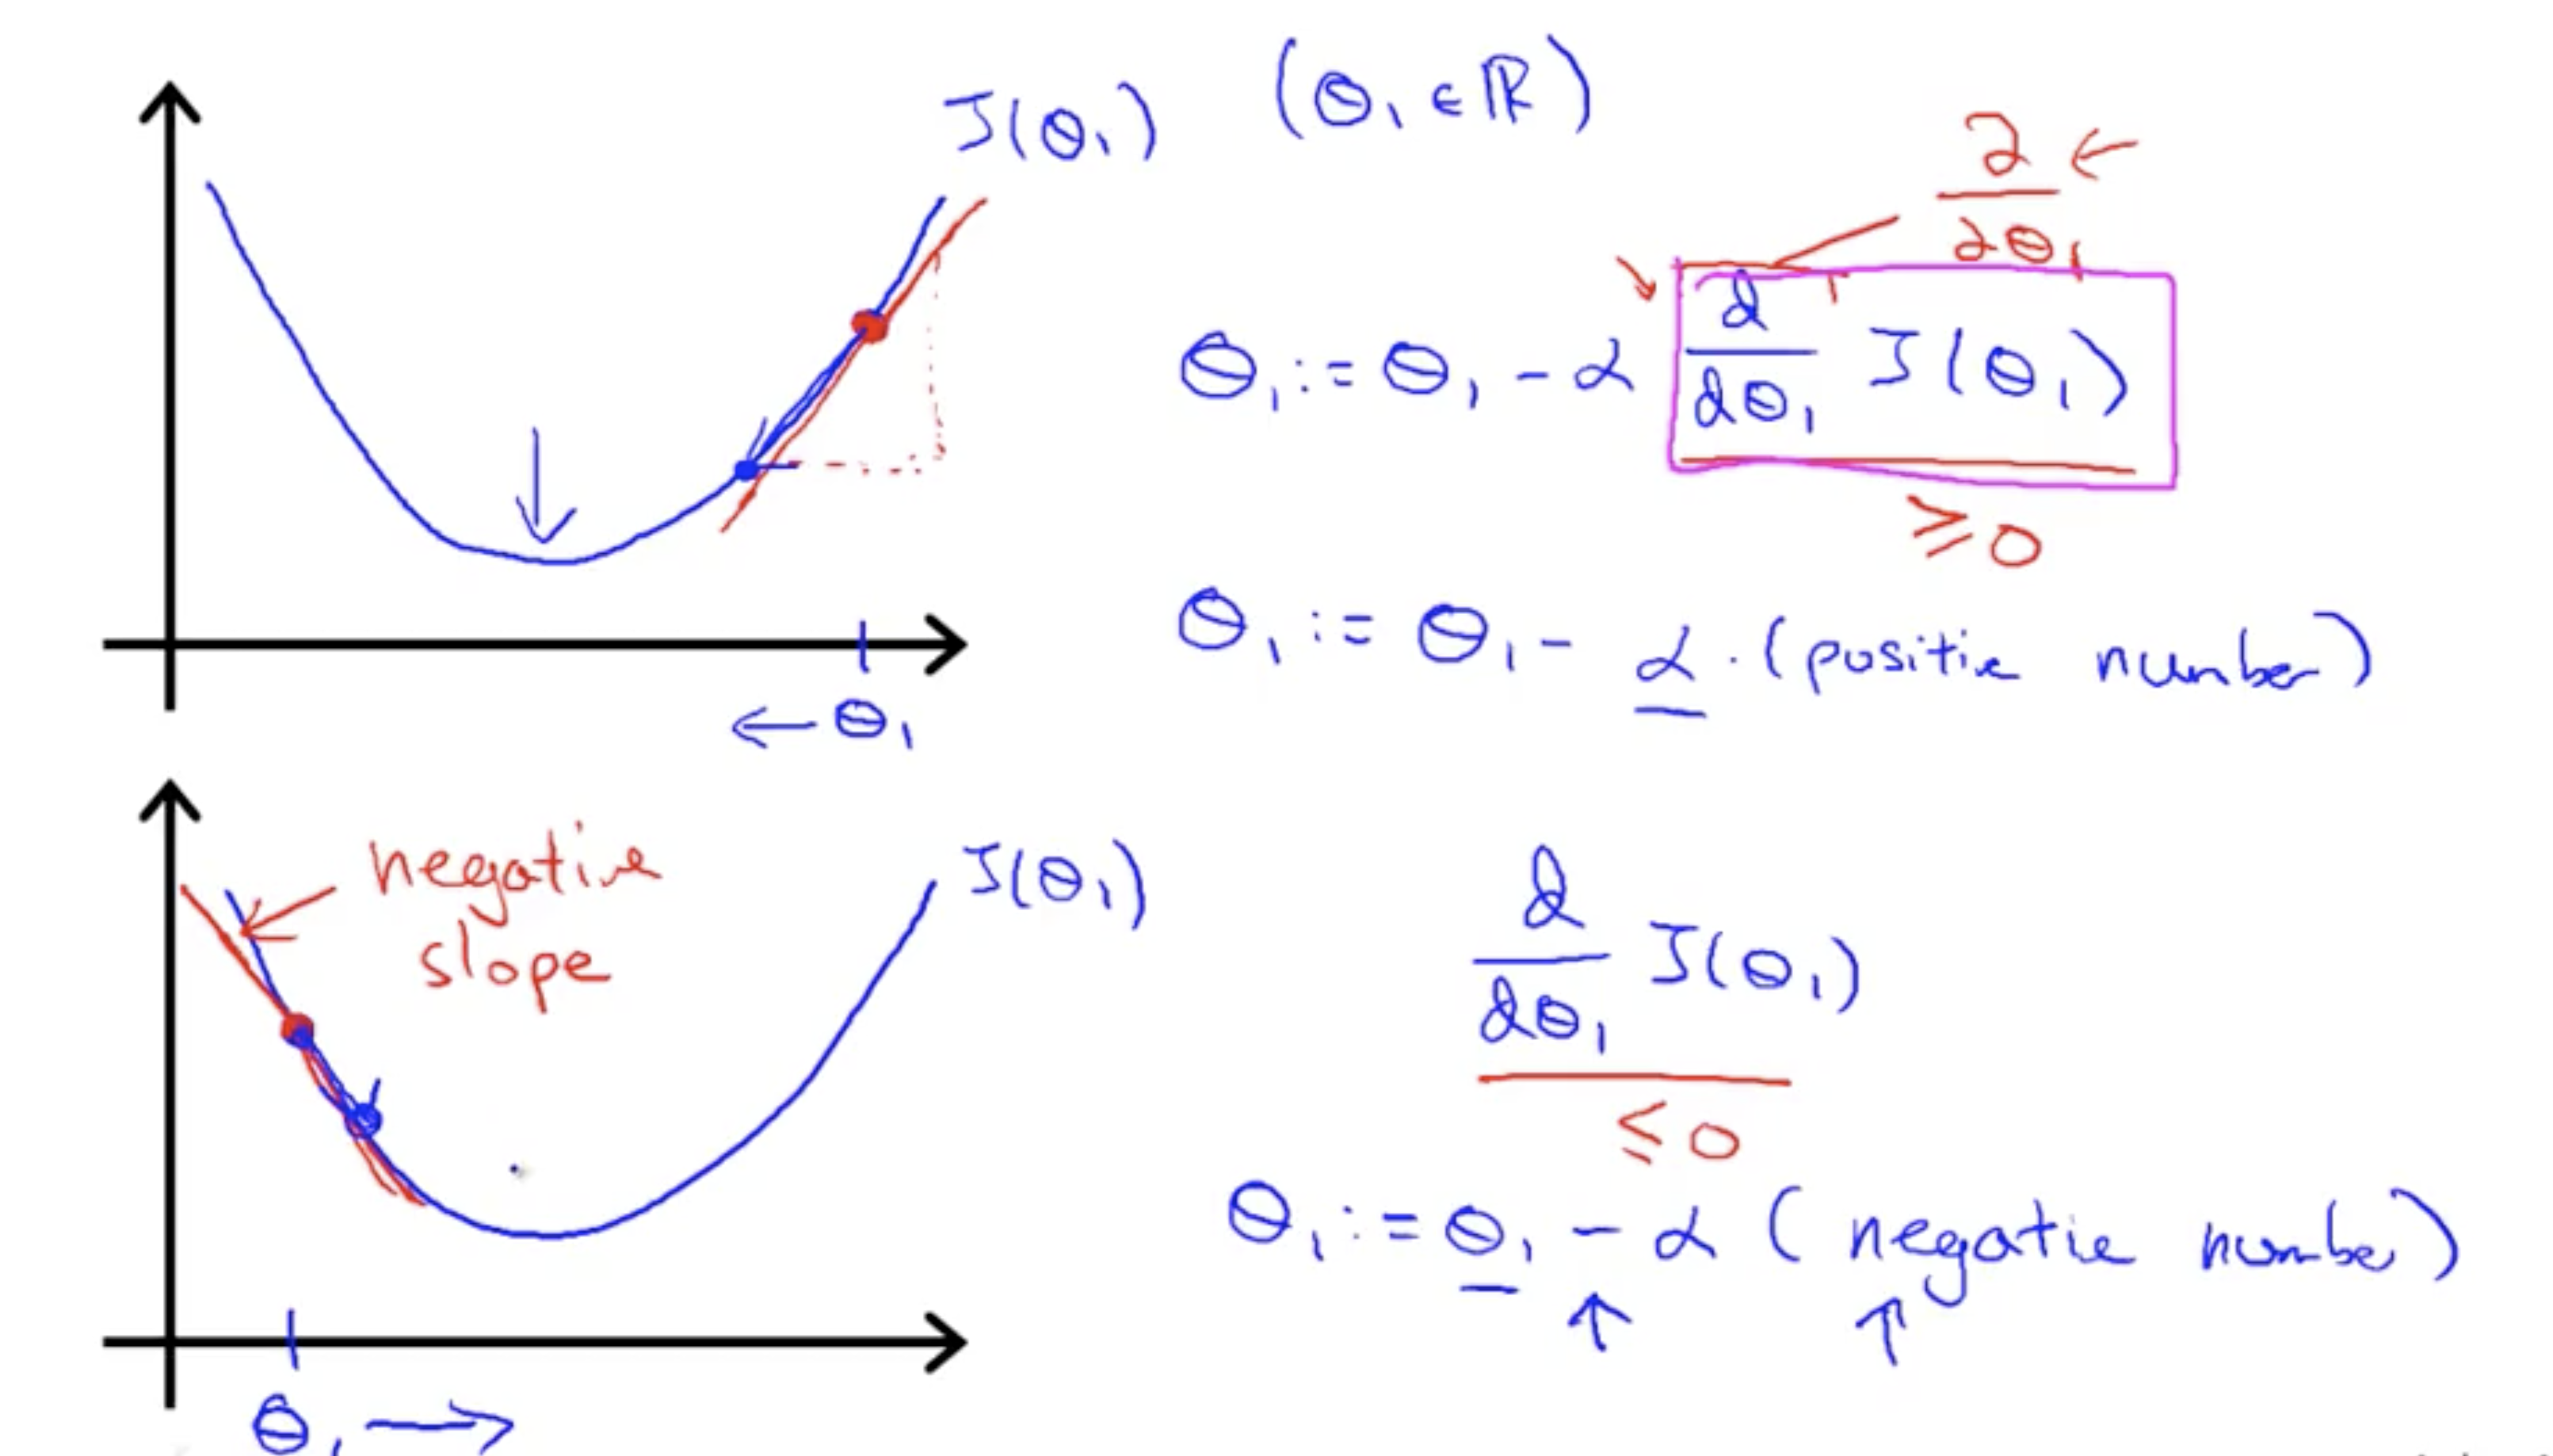 J(θ₁) (θ₁ ∈ ℝ)
∂/∂θ₁ ←
θ₁ := θ₁ - α d/dθ₁ J(θ₁)
≥ 0
θ₁ := θ₁ - α · (positive number)
← θ₁
negative
slope
J(θ₁)
d/dθ₁ J(θ₁)
≤ 0
θ₁ := θ₁ - α (negative number)
θ₁ →